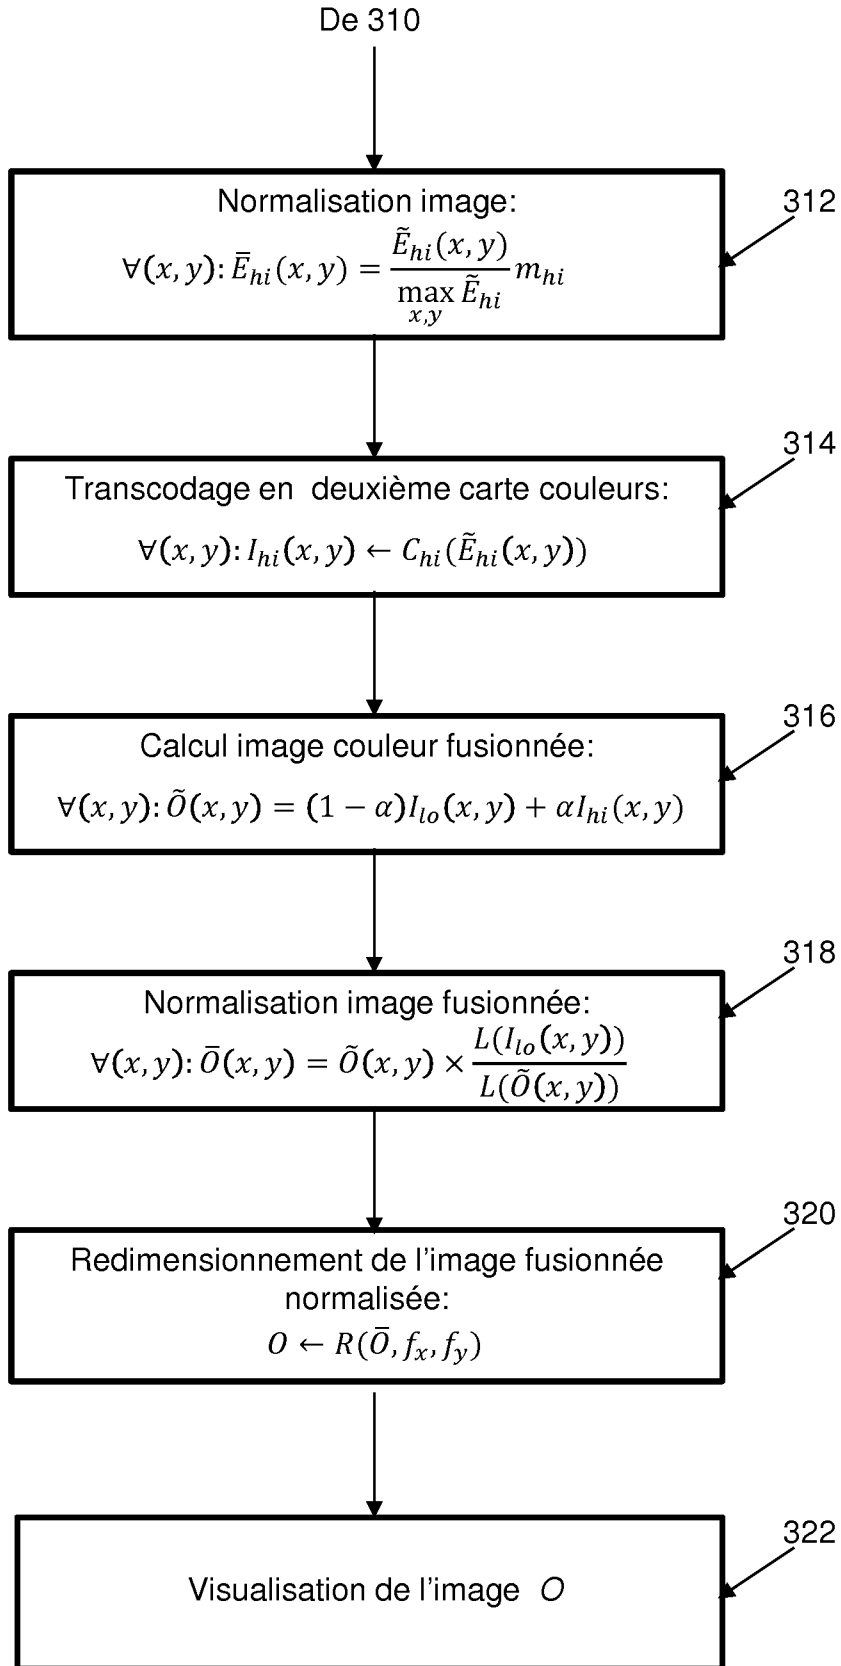 De 310
Normalisation image:
312
∀(x, y): Ē_hi(x, y) = Ẽ_hi(x, y) / max_{x,y} Ẽ_hi m_hi
Transcodage en deuxième carte couleurs:
314
∀(x, y): I_hi(x, y) ← C_hi(Ẽ_hi(x, y))
Calcul image couleur fusionnée:
316
∀(x, y): Õ(x, y) = (1 − α)I_lo(x, y) + αI_hi(x, y)
Normalisation image fusionnée:
318
∀(x, y): Ō(x, y) = Õ(x, y) × L(I_lo(x, y)) / L(Õ(x, y))
Redimensionnement de l'image fusionnée
320
normalisée:
O ← R(Ō, f_x, f_y)
Visualisation de l'image O
322